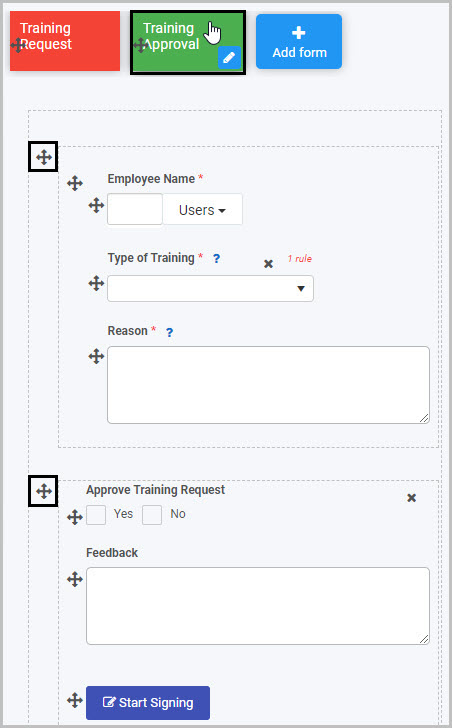 Training
Request
Training
Approval
Add form
Employee Name *
Users
Type of Training * ? 1 rule
Reason * ?
Approve Training Request
Yes No
Feedback
Start Signing